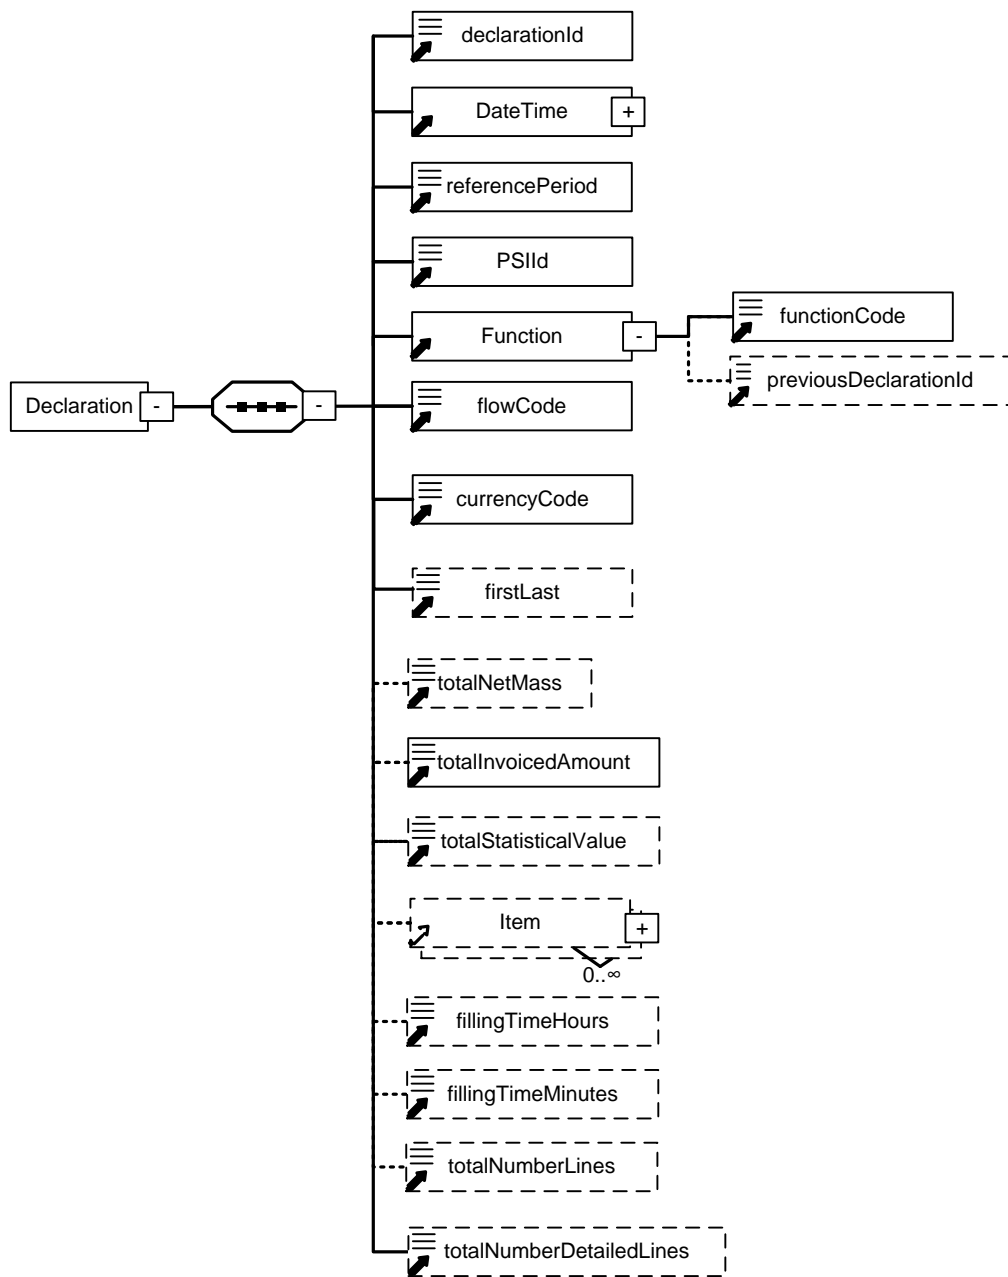 declarationId
DateTime
+
referencePeriod
PSIId
Function
-
functionCode
previousDeclarationId
Declaration
-
-
flowCode
currencyCode
firstLast
totalNetMass
totalInvoicedAmount
totalStatisticalValue
Item
+
0..∞
fillingTimeHours
fillingTimeMinutes
totalNumberLines
totalNumberDetailedLines